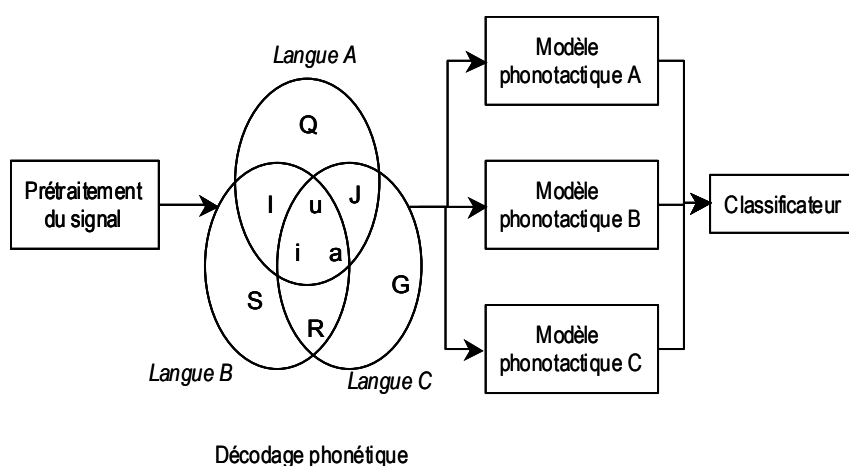 Langue A
Modèle
phonotactique A
Q
Prétraitement
du signal
I
u
J
Modèle
phonotactique B
Classificateur
i
a
S
G
R
Modèle
phonotactique C
Langue B
Langue C
Décodage phonétique